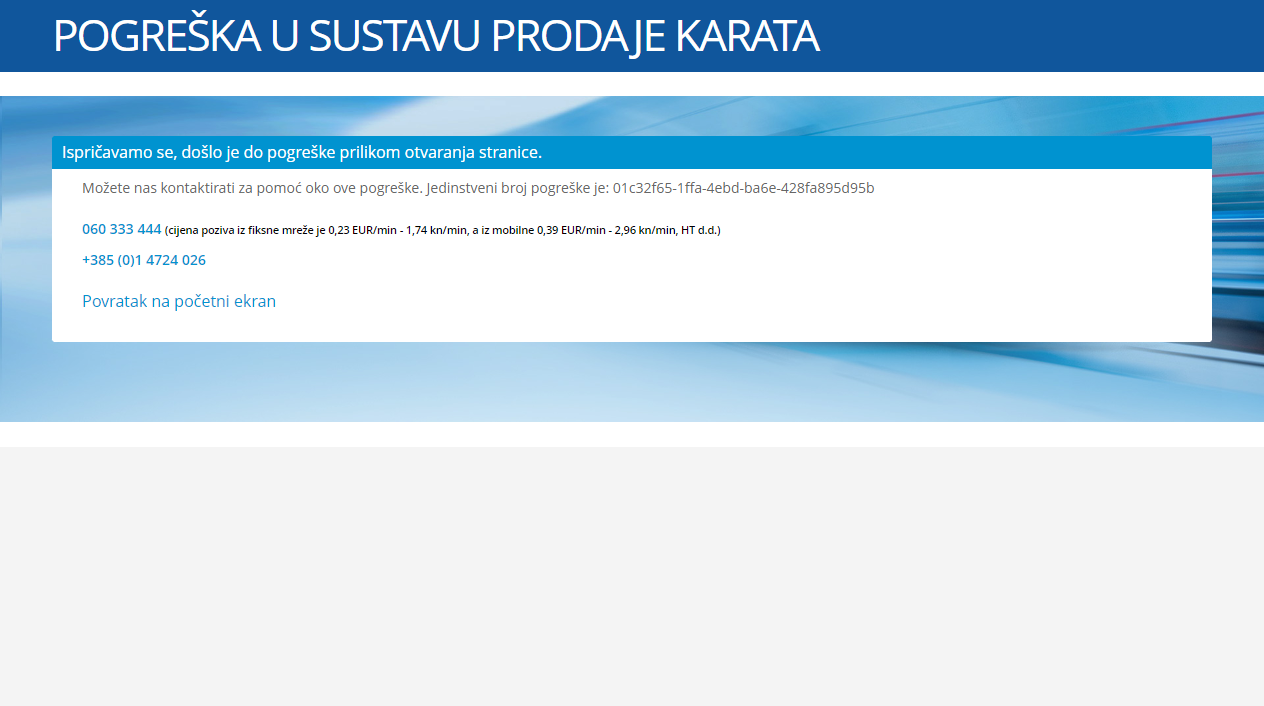 POGREŠKA U SUSTAVU PRODAJE KARATA
Ispričavamo se, došlo je do pogreške prilikom otvaranja stranice.
Možete nas kontaktirati za pomoć oko ove pogreške. Jedinstveni broj pogreške je: 01c32f65-1ffa-4ebd-ba6e-428fa895d95b
060 333 444 (cijena poziva iz fiksne mreže je 0,23 EUR/min - 1,74 kn/min, a iz mobilne 0,39 EUR/min - 2,96 kn/min, HT d.d.)
+385 (0)1 4724 026
Povratak na početni ekran